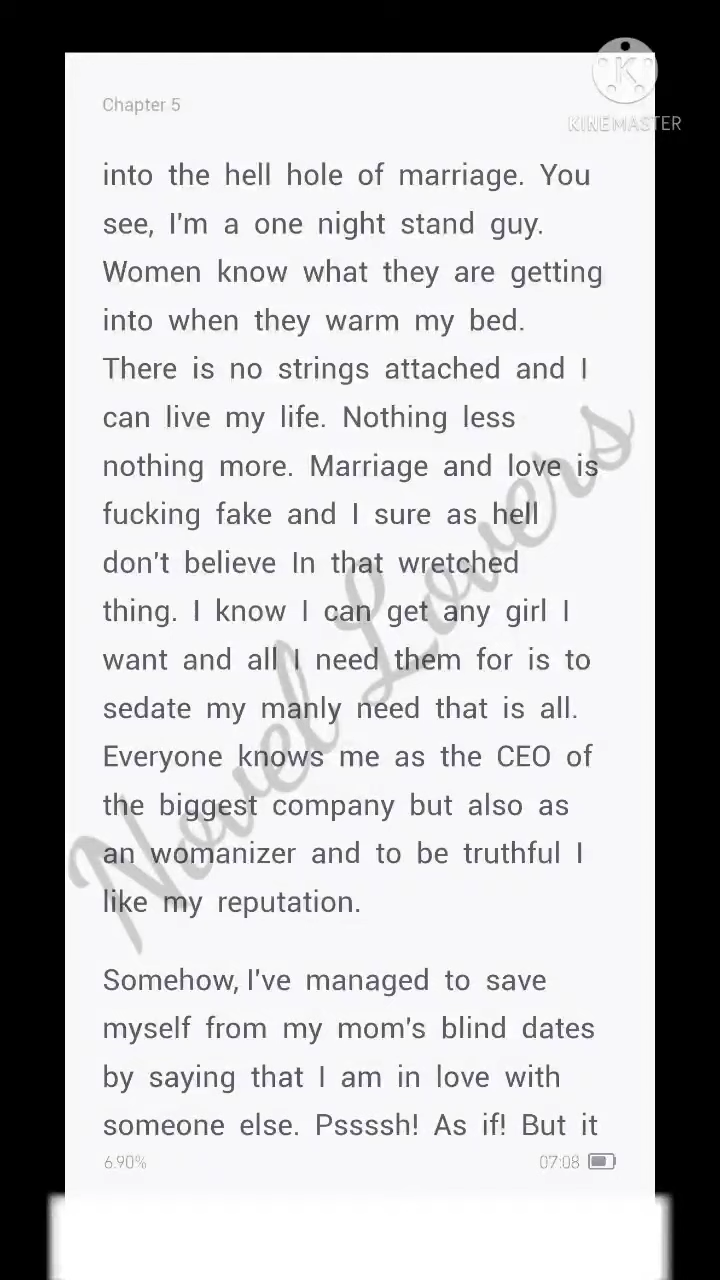 Chapter 5
KINEMASTER
into the hell hole of marriage. You
see, I'm a one night stand guy.
Women know what they are getting
into when they warm my bed.
There is no strings attached and I
can live my life. Nothing less
nothing more. Marriage and love is
fucking fake and I sure as hell
don't believe In that wretched
thing. I know I can get any girl I
want and all I need them for is to
sedate my manly need that is all.
Everyone knows me as the CEO of
the biggest company but also as
an womanizer and to be truthful I
like my reputation.
Somehow, I've managed to save
myself from my mom's blind dates
by saying that I am in love with
someone else. Pssssh! As if! But it
6.90%
07:08
Novel Lovers